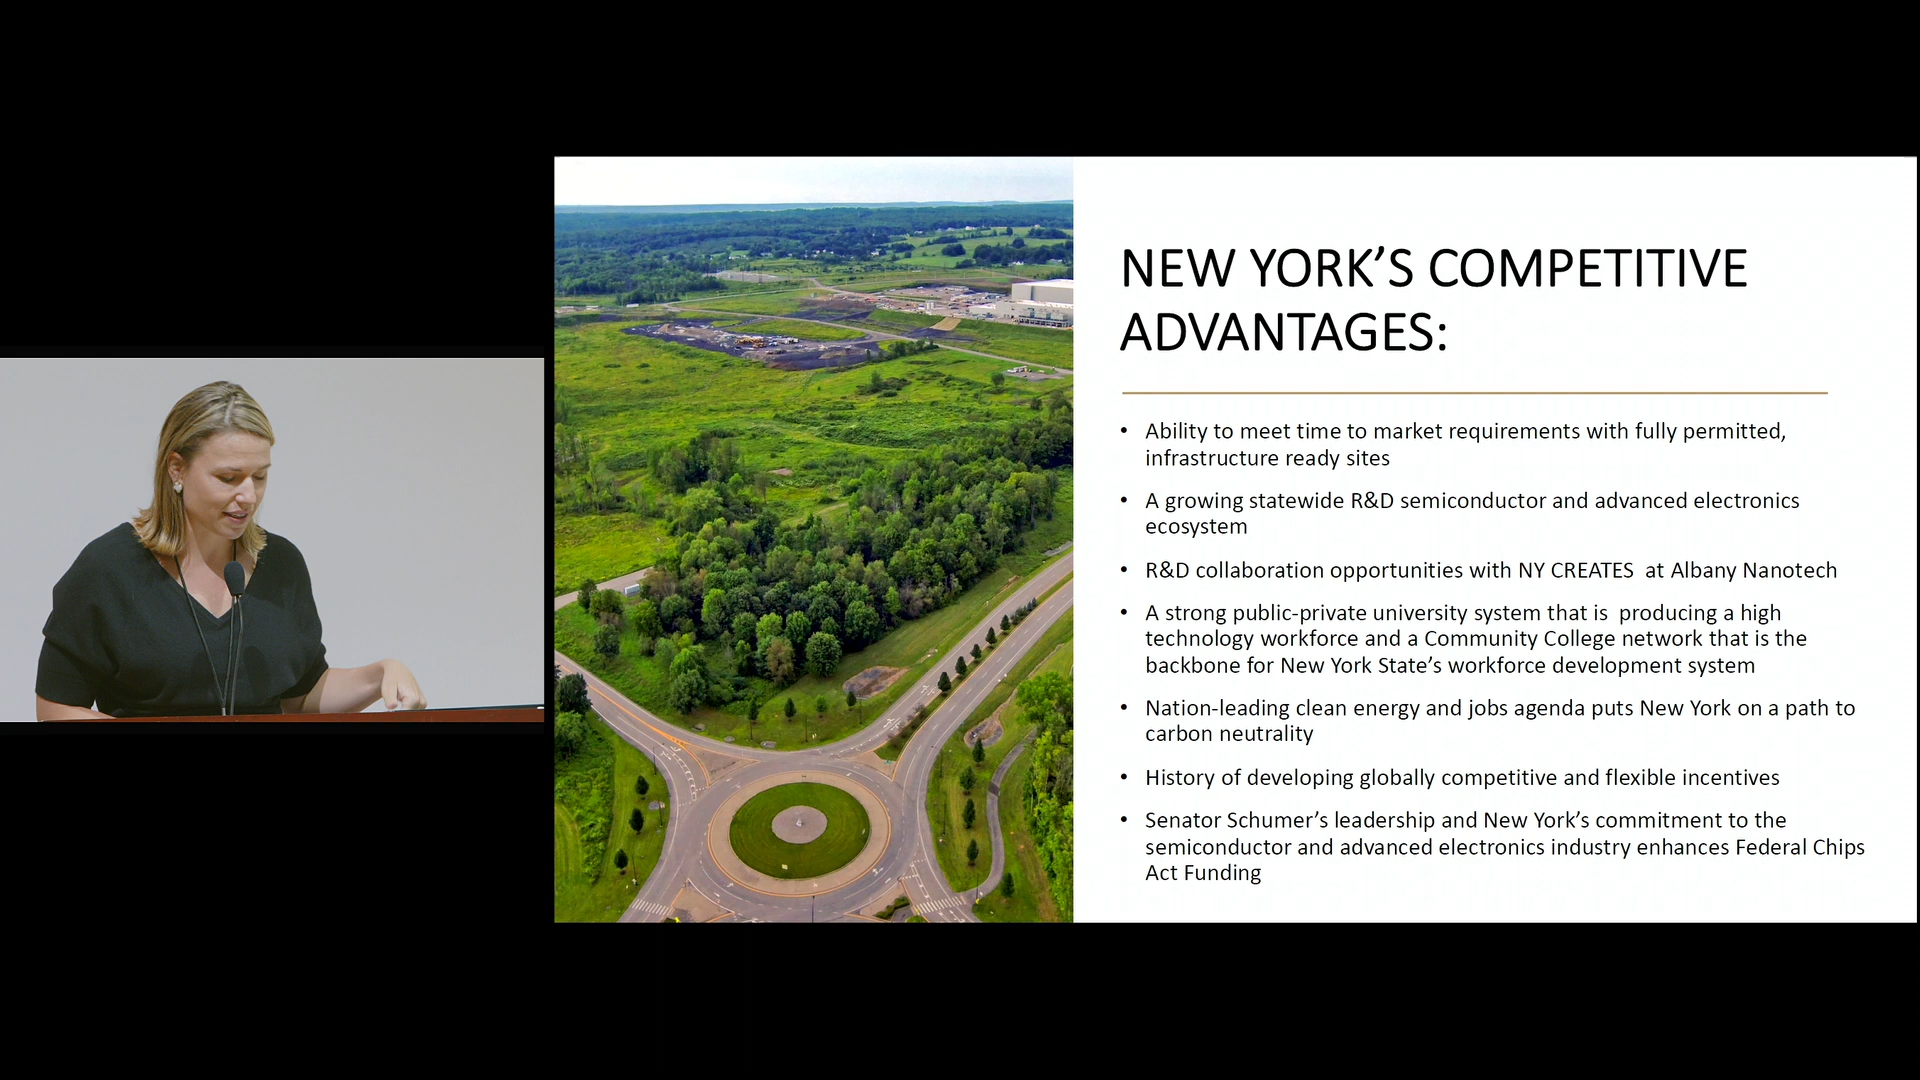 NEW YORK’S COMPETITIVE
ADVANTAGES:
• Ability to meet time to market requirements with fully permitted,
infrastructure ready sites
• A growing statewide R&D semiconductor and advanced electronics
ecosystem
• R&D collaboration opportunities with NY CREATES  at Albany Nanotech
• A strong public-private university system that is  producing a high
technology workforce and a Community College network that is the
backbone for New York State’s workforce development system
• Nation-leading clean energy and jobs agenda puts New York on a path to
carbon neutrality
• History of developing globally competitive and flexible incentives
• Senator Schumer’s leadership and New York’s commitment to the
semiconductor and advanced electronics industry enhances Federal Chips
Act Funding